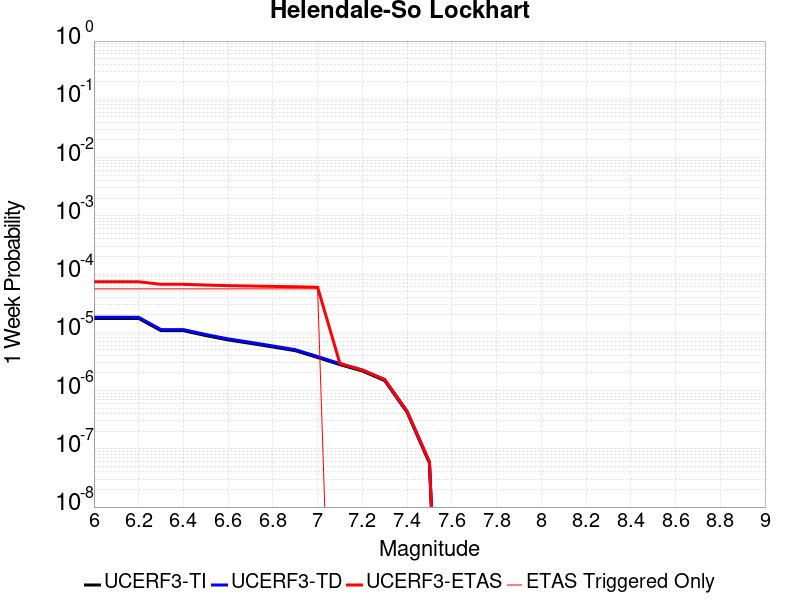 Helendale-So Lockhart
10^0
10^-1
10^-2
10^-3
10^-4
10^-5
10^-6
10^-7
10^-8
1 Week Probability
6 6.2 6.4 6.6 6.8 7 7.2 7.4 7.6 7.8 8 8.2 8.4 8.6 8.8 9
Magnitude
UCERF3-TI UCERF3-TD UCERF3-ETAS ETAS Triggered Only